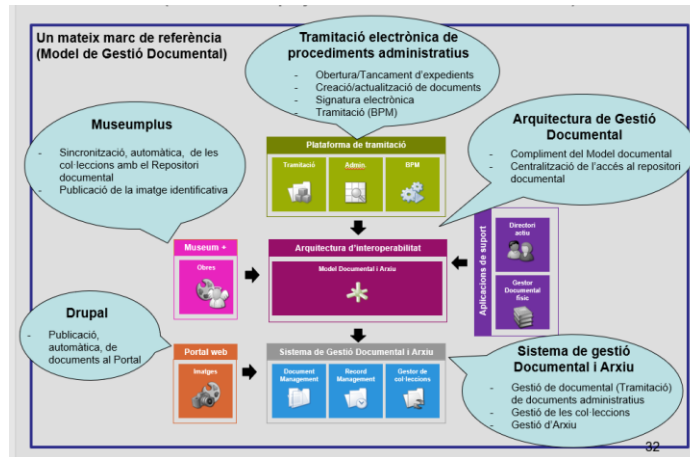 Un mateix marc de referència
(Model de Gestió Documental)
Tramitació electrònica de
procediments administratius
- Obertura/Tancament d'expedients
- Creació/actualització de documents
- Signatura electrònica
- Tramitació (BPM)
Museumplus
- Sincronització, automàtica, de les
col·leccions amb el Repositori
documental
- Publicació de la imatge identificativa
Arquitectura de Gestió
Documental
- Compliment del Model documental
- Centralització de l'accés al repositori
documental
Plataforma de tramitació
Tramitació
Admin.
BPM
Museum +
Obres
Arquitectura d'interoperabilitat
Model Documental i Arxiu
Aplicacions de suport
Directori
actiu
Gestor
Documental
físic
Drupal
- Publicació,
automàtica, de
documents al Portal
Portal web
Imatges
Sistema de Gestió Documental i Arxiu
Document
Management
Record
Management
Gestor de
col·leccions
Sistema de gestió
Documental i Arxiu
- Gestió de documental (Tramitació)
de documents administratius
- Gestió de les col·leccions
- Gestió d'Arxiu
32